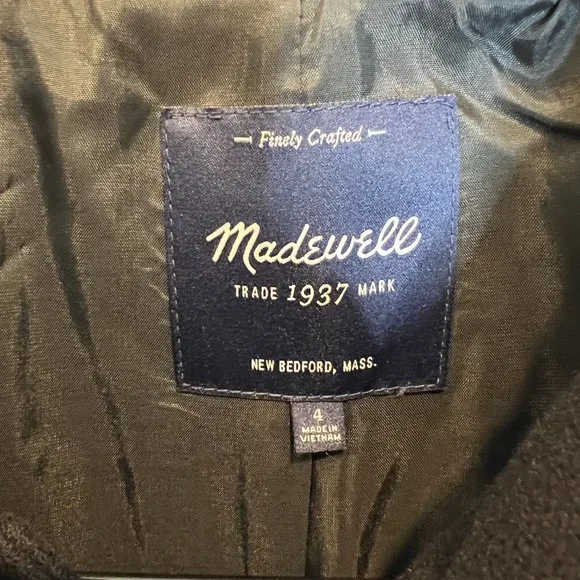 Finely Crafted
Madewell
TRADE 1937 MARK
NEW BEDFORD, MASS.
4
MADE IN
VIETNAM